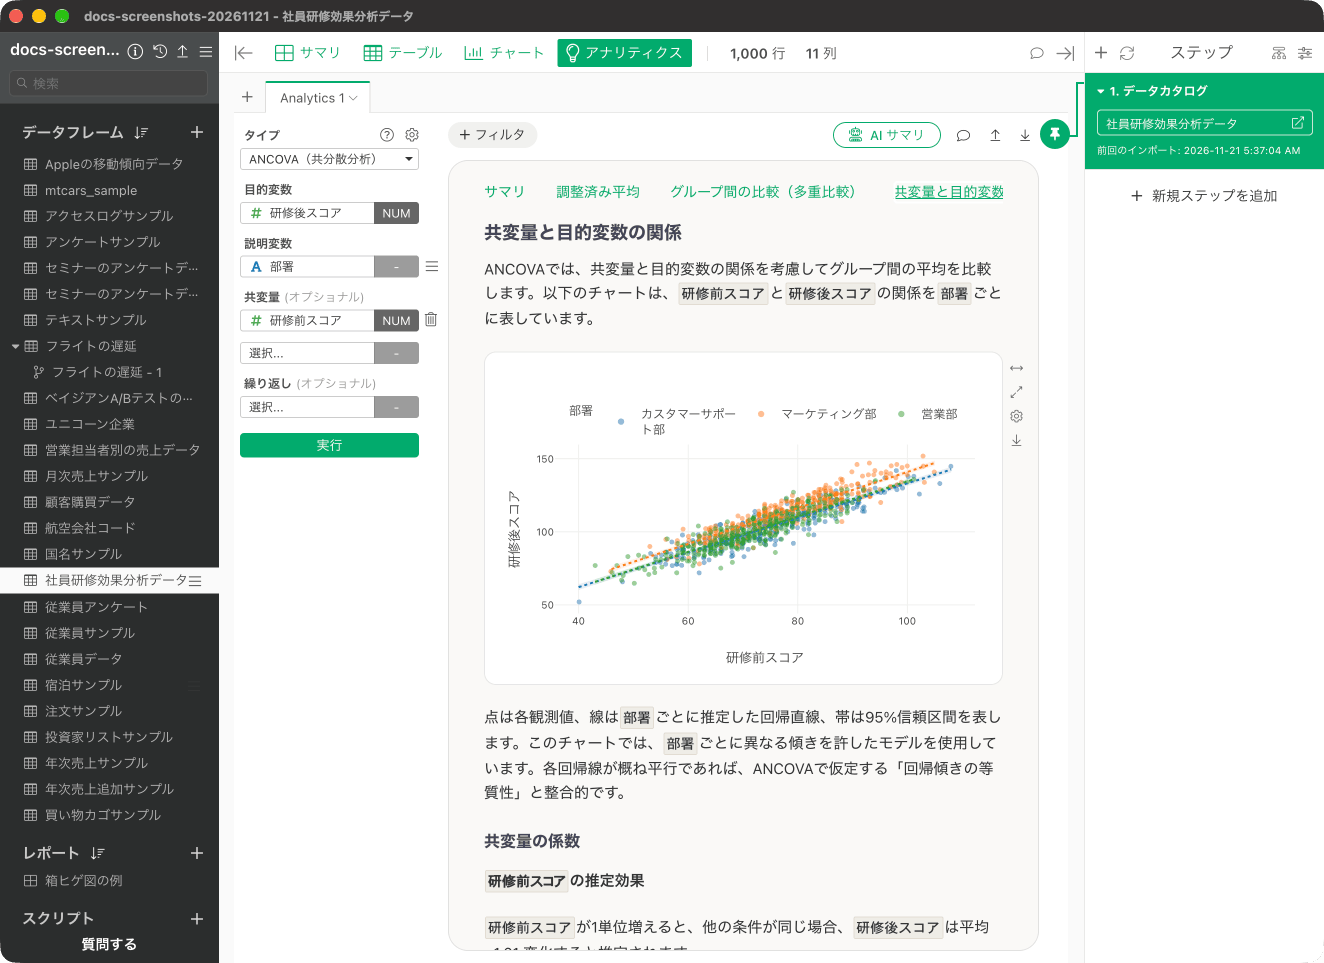 docs-screenshots-20261121 - 社員研修効果分析データ
docs-screen...
検索
データフレーム
Appleの移動傾向データ
mtcars_sample
アクセスログサンプル
アンケートサンプル
セミナーのアンケートデ...
セミナーのアンケートデ...
テキストサンプル
フライトの遅延
フライトの遅延 - 1
ベイジアンA/Bテストの...
ユニコーン企業
営業担当者別の売上データ
月次売上サンプル
顧客購買データ
航空会社コード
国名サンプル
社員研修効果分析データ
従業員アンケート
従業員サンプル
従業員データ
宿泊サンプル
注文サンプル
投資家リストサンプル
年次売上サンプル
年次売上追加サンプル
買い物カゴサンプル
レポート
箱ヒゲ図の例
スクリプト
質問する
サマリ
テーブル
チャート
アナリティクス
1,000 行
11 列
Analytics 1
タイプ
ANCOVA（共分散分析）
目的変数
# 研修後スコア NUM
説明変数
A 部署 -
共変量 (オプショナル)
# 研修前スコア NUM
選択... -
繰り返し (オプショナル)
選択... -
実行
+ フィルタ
AI サマリ
サマリ
調整済み平均
グループ間の比較（多重比較）
共変量と目的変数
共変量と目的変数の関係
ANCOVAでは、共変量と目的変数の関係を考慮してグループ間の平均を比較
します。以下のチャートは、 研修前スコア と 研修後スコア の関係を 部署 ごと
に表しています。
部署
カスタマーサポー
ト部
マーケティング部
営業部
150
100
50
研修後スコア
40
60
80
100
研修前スコア
点は各観測値、線は 部署 ごとに推定した回帰直線、帯は95%信頼区間を表し
ます。このチャートでは、 部署 ごとに異なる傾きを許したモデルを使用して
います。各回帰線が概ね平行であれば、ANCOVAで仮定する「回帰傾きの等
質性」と整合的です。
共変量の係数
研修前スコア の推定効果
研修前スコア が1単位増えると、他の条件が同じ場合、 研修後スコア は平均
ステップ
1. データカタログ
社員研修効果分析データ
前回のインポート: 2026-11-21 5:37:04 AM
+ 新規ステップを追加